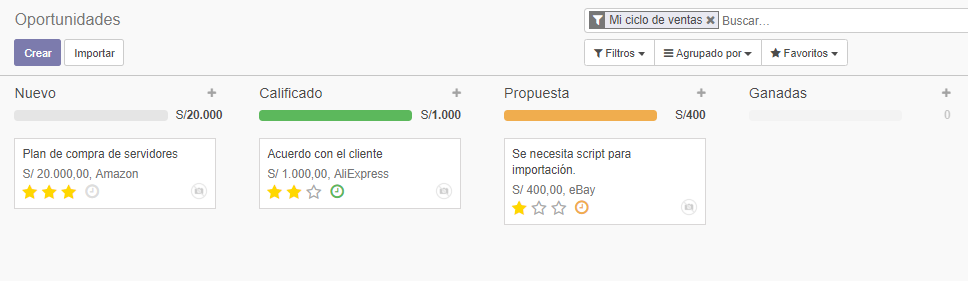 Oportunidades
Mi ciclo de ventas
Buscar...
Crear
Importar
Filtros
Agrupado por
Favoritos
Nuevo
S/20.000
Plan de compra de servidores
S/ 20.000,00, Amazon
Calificado
S/1.000
Acuerdo con el cliente
S/ 1.000,00, AliExpress
Propuesta
S/400
Se necesita script para
importación.
S/ 400,00, eBay
Ganadas
0